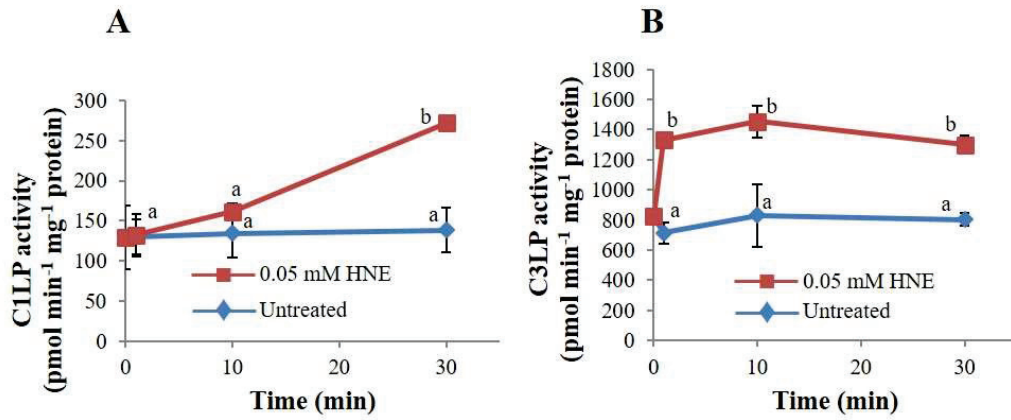 A
C1LP activity
(pmol min⁻¹ mg⁻¹ protein)
300
250
200
150
100
50
0
a
a
a
b
a
0.05 mM HNE
Untreated
0
10
20
30
Time (min)
B
C3LP activity
(pmol min⁻¹ mg⁻¹ protein)
1800
1600
1400
1200
1000
800
600
400
200
0
b
b
b
a
a
a
0.05 mM HNE
Untreated
0
10
20
30
Time (min)